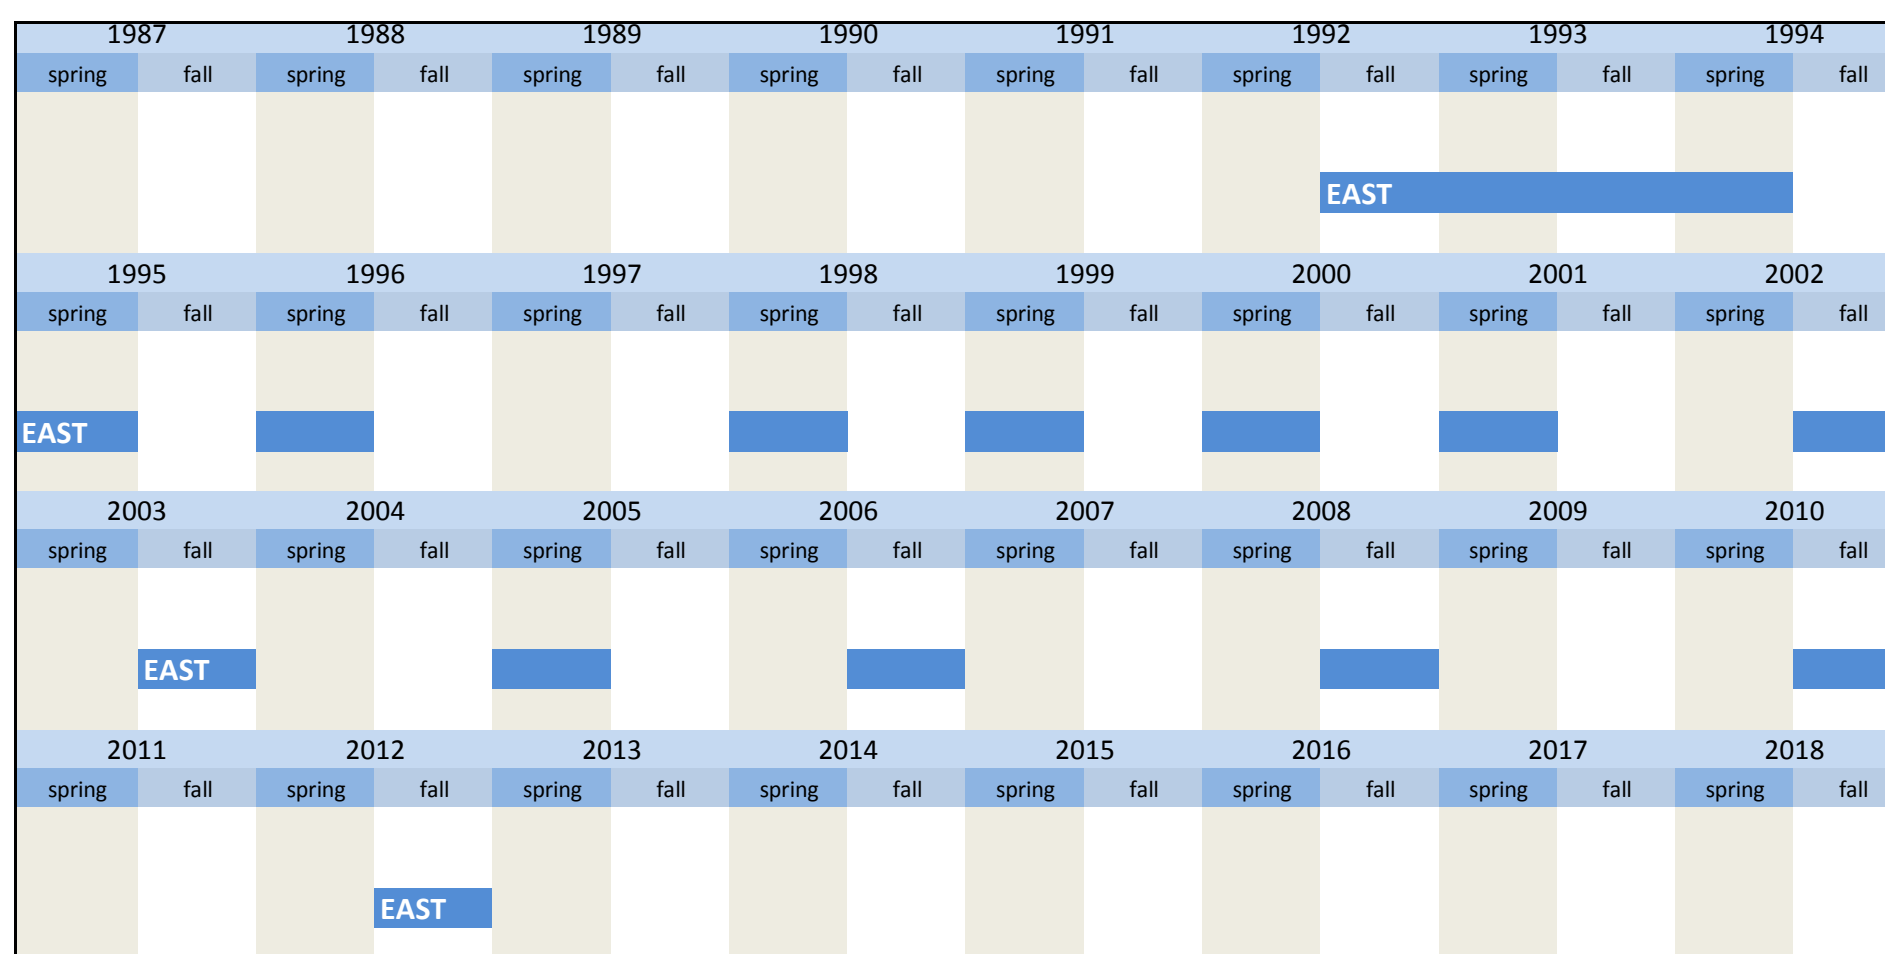 1987 1988 1989 1990 1991 1992 1993 1994
spring fall spring fall spring fall spring fall spring fall spring fall spring fall spring fall
EAST
1995 1996 1997 1998 1999 2000 2001 2002
spring fall spring fall spring fall spring fall spring fall spring fall spring fall spring fall
EAST
2003 2004 2005 2006 2007 2008 2009 2010
spring fall spring fall spring fall spring fall spring fall spring fall spring fall spring fall
EAST
2011 2012 2013 2014 2015 2016 2017 2018
spring fall spring fall spring fall spring fall spring fall spring fall spring fall spring fall
EAST